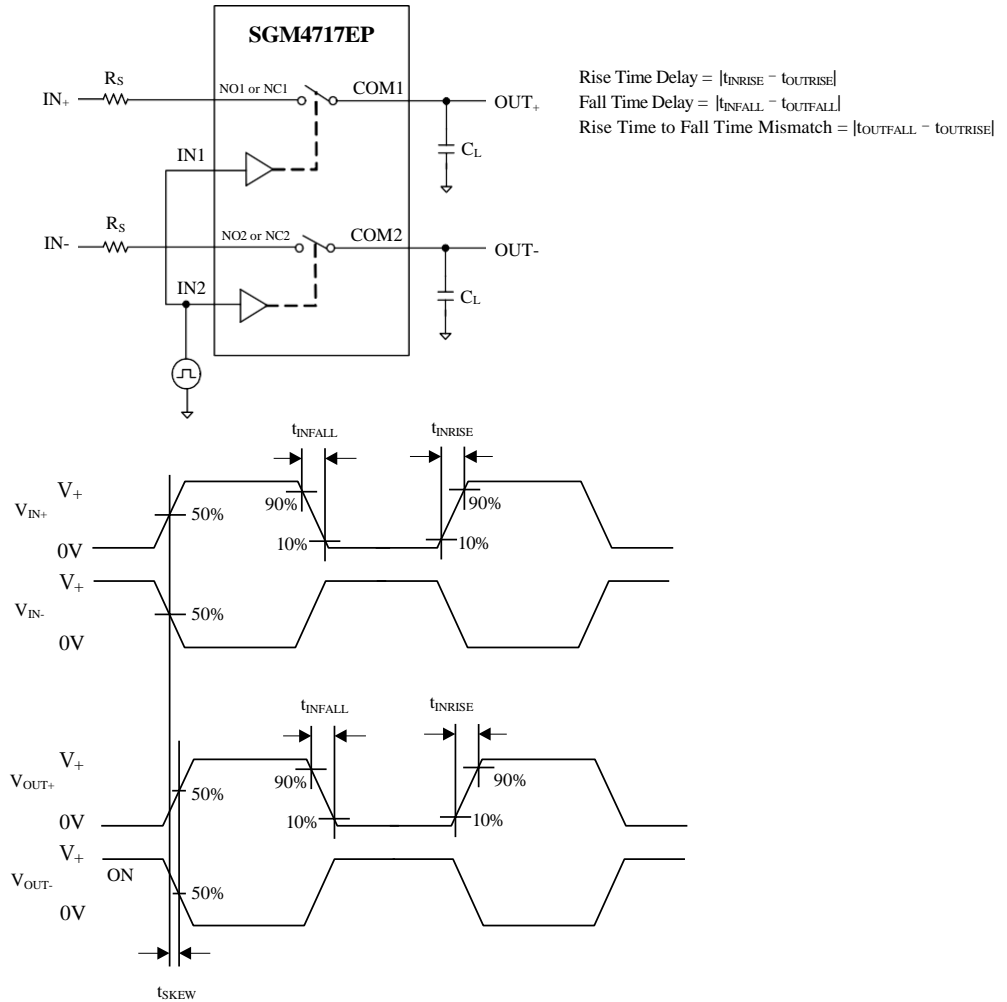 SGM4717EP
Rise Time Delay = |tINRISE - tOUTRISE|
Fall Time Delay = |tINFALL - tOUTFALL|
Rise Time to Fall Time Mismatch = |tOUTFALL - tOUTRISE|
IN+
RS
NO1 or NC1
COM1
OUT+
CL
IN1
IN-
RS
NO2 or NC2
COM2
OUT-
CL
IN2
tINFALL
tINRISE
V+
VIN+
0V
50%
90%
10%
90%
10%
V+
VIN-
0V
50%
tINFALL
tINRISE
V+
VOUT+
0V
50%
90%
10%
90%
10%
V+
VOUT-
0V
ON
50%
tSKEW